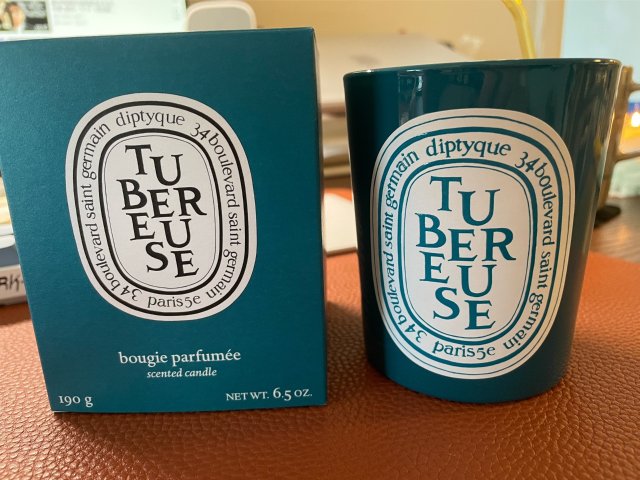 34 boulevard saint germain diptyque 34 boulevard saint germain paris 5e
TU
BER
EU
SE
bougie parfumée
scented candle
190 g
NET WT. 6.5 OZ.
34 boulevard saint germain diptyque 34 boulevard saint germain paris 5e
TU
BER
EU
SE